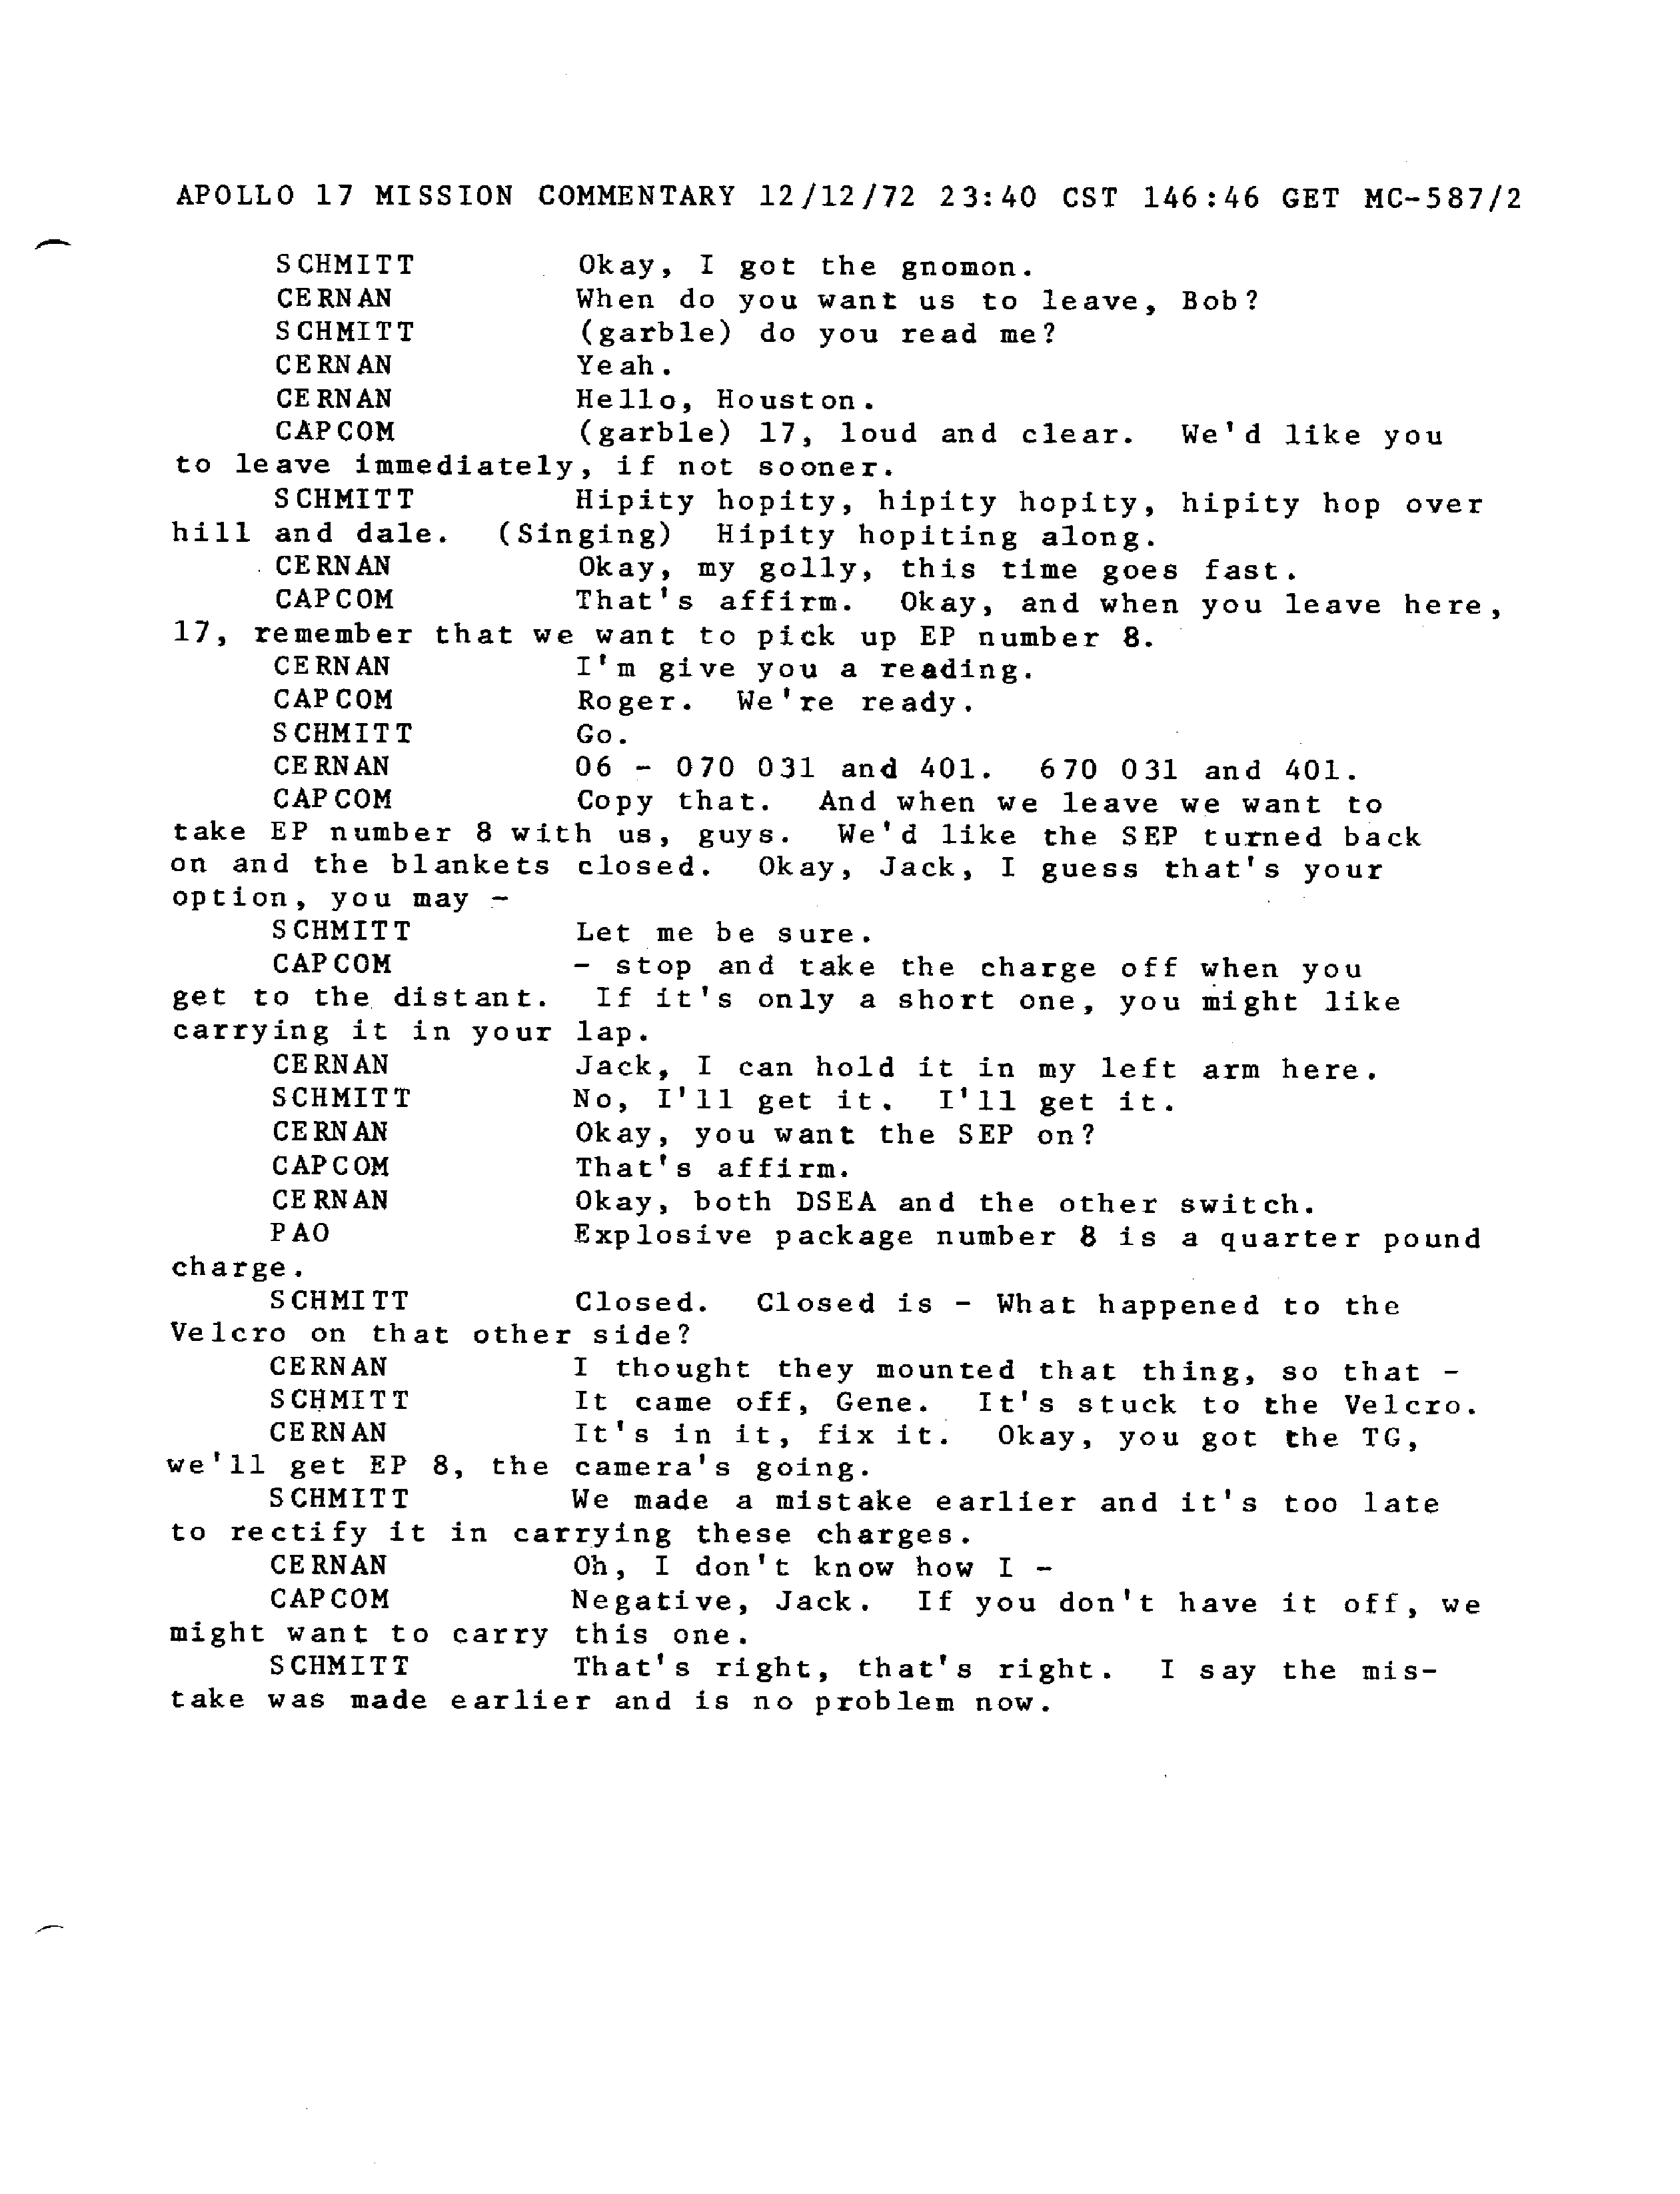 APOLLO 17 MISSION COMMENTARY 12/12/72 23:40 CST 146:46 GET MC-587/2
SCHMITT Okay, I got the gnomon.
CERNAN When do you want us to leave, Bob?
SCHMITT (garble) do you read me?
CERNAN Yeah.
CERNAN Hello, Houston.
CAPCOM (garble) 17, loud and clear. We'd like you
to leave immediately, if not sooner.
SCHMITT Hipity hopity, hipity hopity, hipity hop over
hill and dale. (Singing) Hipity hopiting along.
CERNAN Okay, my golly, this time goes fast.
CAPCOM That's affirm. Okay, and when you leave here,
17, remember that we want to pick up EP number 8.
CERNAN I'm give you a reading.
CAPCOM Roger. We're ready.
SCHMITT Go.
CERNAN 06 - 070 031 and 401. 670 031 and 401.
CAPCOM Copy that. And when we leave we want to
take EP number 8 with us, guys. We'd like the SEP turned back
on and the blankets closed. Okay, Jack, I guess that's your
option, you may -
SCHMITT Let me be sure.
CAPCOM - stop and take the charge off when you
get to the distant. If it's only a short one, you might like
carrying it in your lap.
CERNAN Jack, I can hold it in my left arm here.
SCHMITT No, I'll get it. I'll get it.
CERNAN Okay, you want the SEP on?
CAPCOM That's affirm.
CERNAN Okay, both DSEA and the other switch.
PAO Explosive package number 8 is a quarter pound
charge.
SCHMITT Closed. Closed is - What happened to the
Velcro on that other side?
CERNAN I thought they mounted that thing, so that -
SCHMITT It came off, Gene. It's stuck to the Velcro.
CERNAN It's in it, fix it. Okay, you got the TG,
we'll get EP 8, the camera's going.
SCHMITT We made a mistake earlier and it's too late
to rectify it in carrying these charges.
CERNAN Oh, I don't know how I -
CAPCOM Negative, Jack. If you don't have it off, we
might want to carry this one.
SCHMITT That's right, that's right. I say the mis-
take was made earlier and is no problem now.